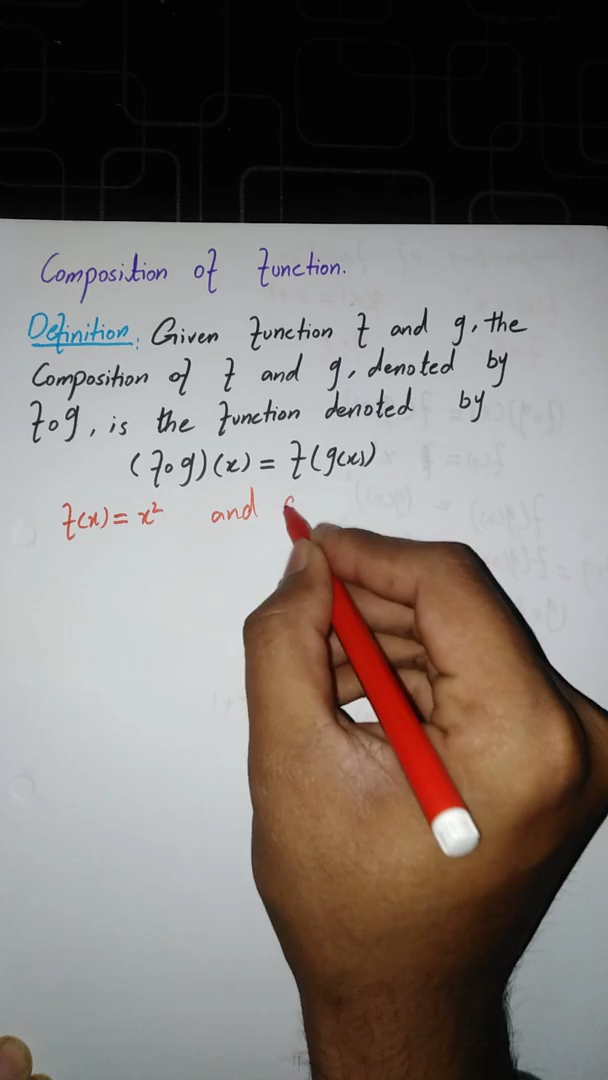 Composition of function.
Definition: Given function f and g, the
Composition of f and g, denoted by
fog, is the function denoted by
(fog)(x) = f(g(x))
f(x) = x² and